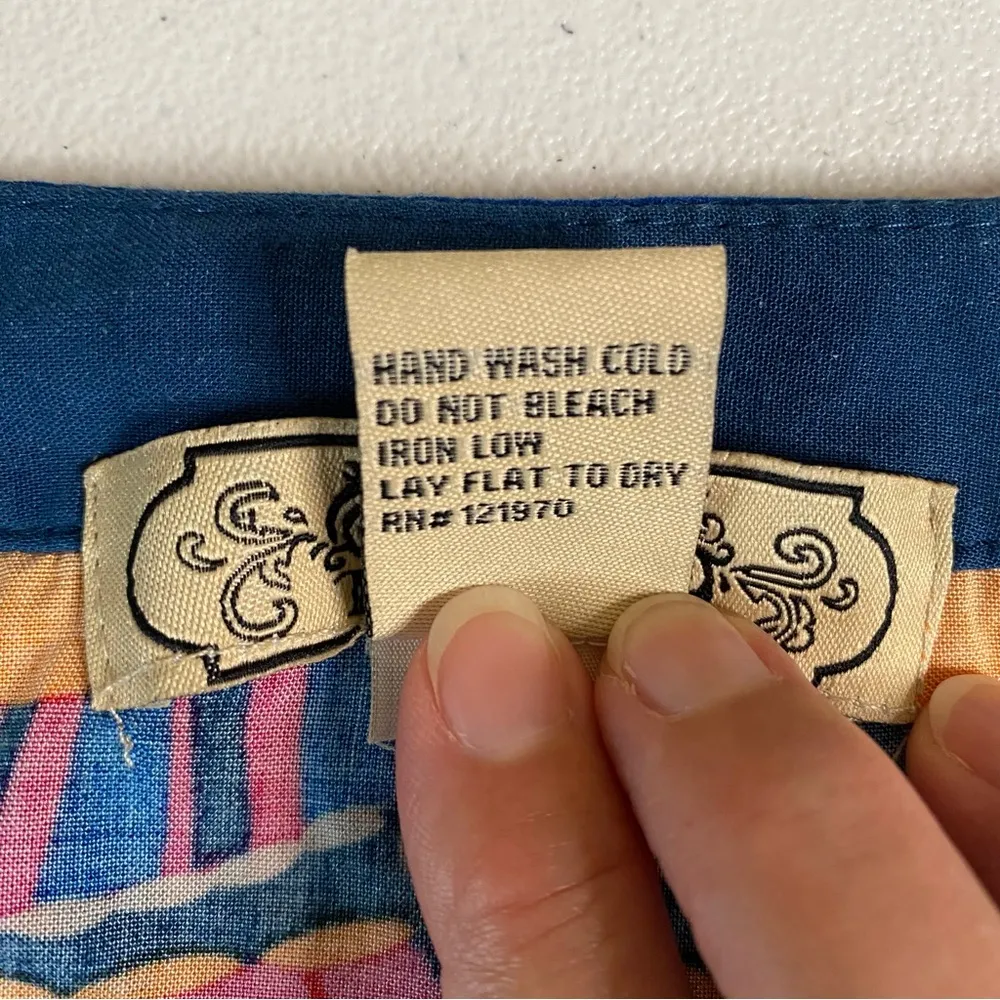 HAND WASH COLD
DO NOT BLEACH
IRON LOW
LAY FLAT TO DRY
RN# 121970